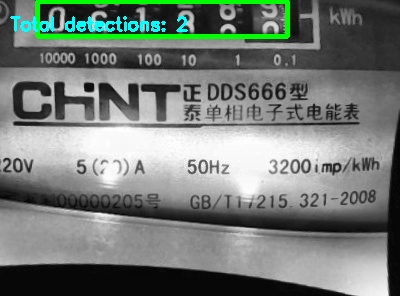 Total detections: 2
kWh
10000 1000 100 10 1 0.1
CHNT 正泰 DDS666型
单相电子式电能表
220V 5(20)A 50Hz 3200imp/kWh
00000205号 GB/T17215.321-2008